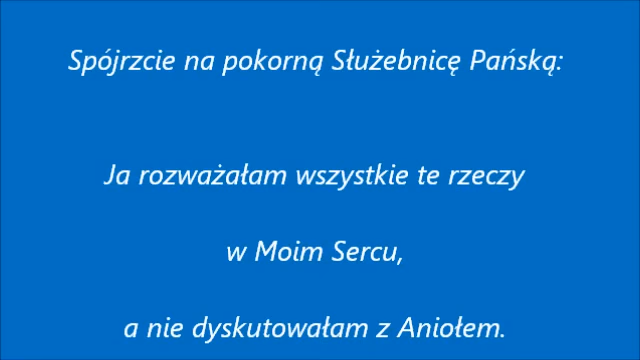 Spójrzcie na pokorną Służebnicę Pańską:
Ja rozważałam wszystkie te rzeczy
w Moim Sercu,
a nie dyskutowałam z Aniołem.